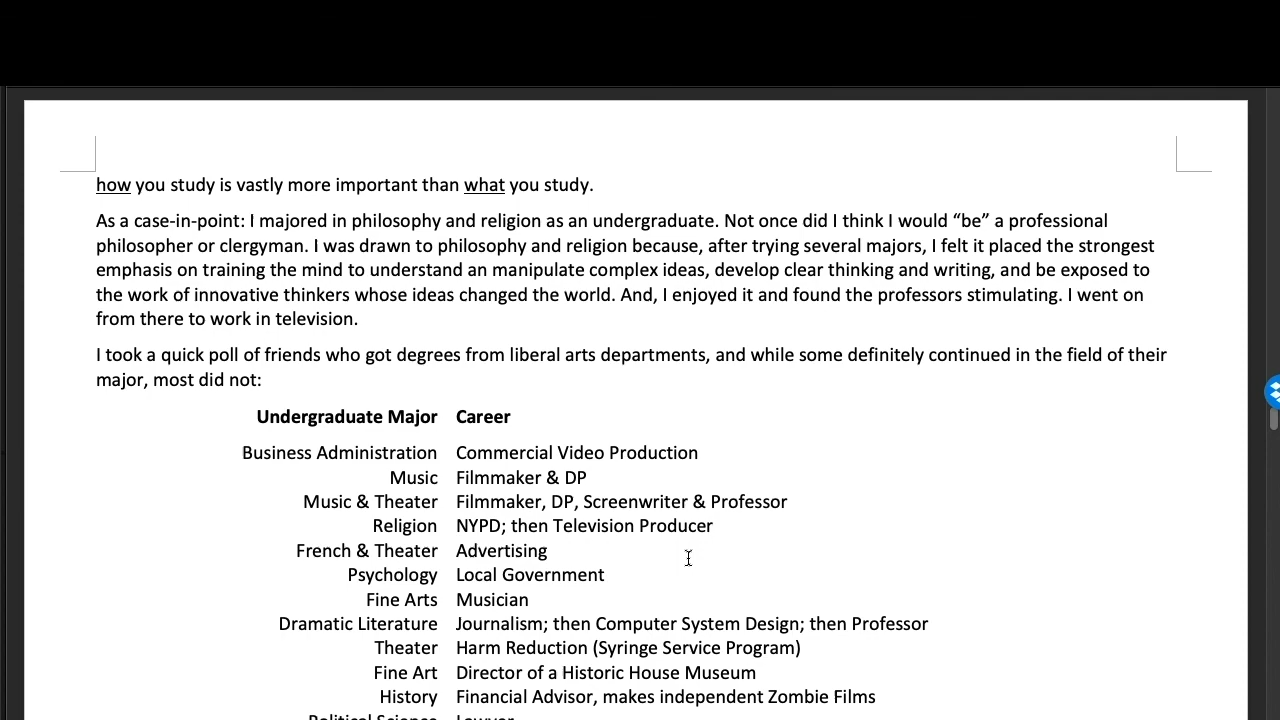 how you study is vastly more important than what you study.
As a case-in-point: I majored in philosophy and religion as an undergraduate. Not once did I think I would “be” a professional
philosopher or clergyman. I was drawn to philosophy and religion because, after trying several majors, I felt it placed the strongest
emphasis on training the mind to understand an manipulate complex ideas, develop clear thinking and writing, and be exposed to
the work of innovative thinkers whose ideas changed the world. And, I enjoyed it and found the professors stimulating. I went on
from there to work in television.
I took a quick poll of friends who got degrees from liberal arts departments, and while some definitely continued in the field of their
major, most did not:
Undergraduate Major Career
Business Administration Commercial Video Production
Music Filmmaker & DP
Music & Theater Filmmaker, DP, Screenwriter & Professor
Religion NYPD; then Television Producer
French & Theater Advertising
Psychology Local Government
Fine Arts Musician
Dramatic Literature Journalism; then Computer System Design; then Professor
Theater Harm Reduction (Syringe Service Program)
Fine Art Director of a Historic House Museum
History Financial Advisor, makes independent Zombie Films
Political Science Lawyer